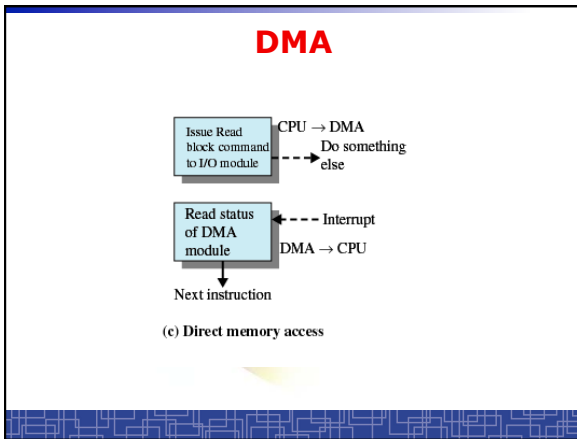 DMA
Issue Read
block command
to I/O module
CPU → DMA
Do something
else
Read status
of DMA
module
Interrupt
DMA → CPU
Next instruction
(c) Direct memory access